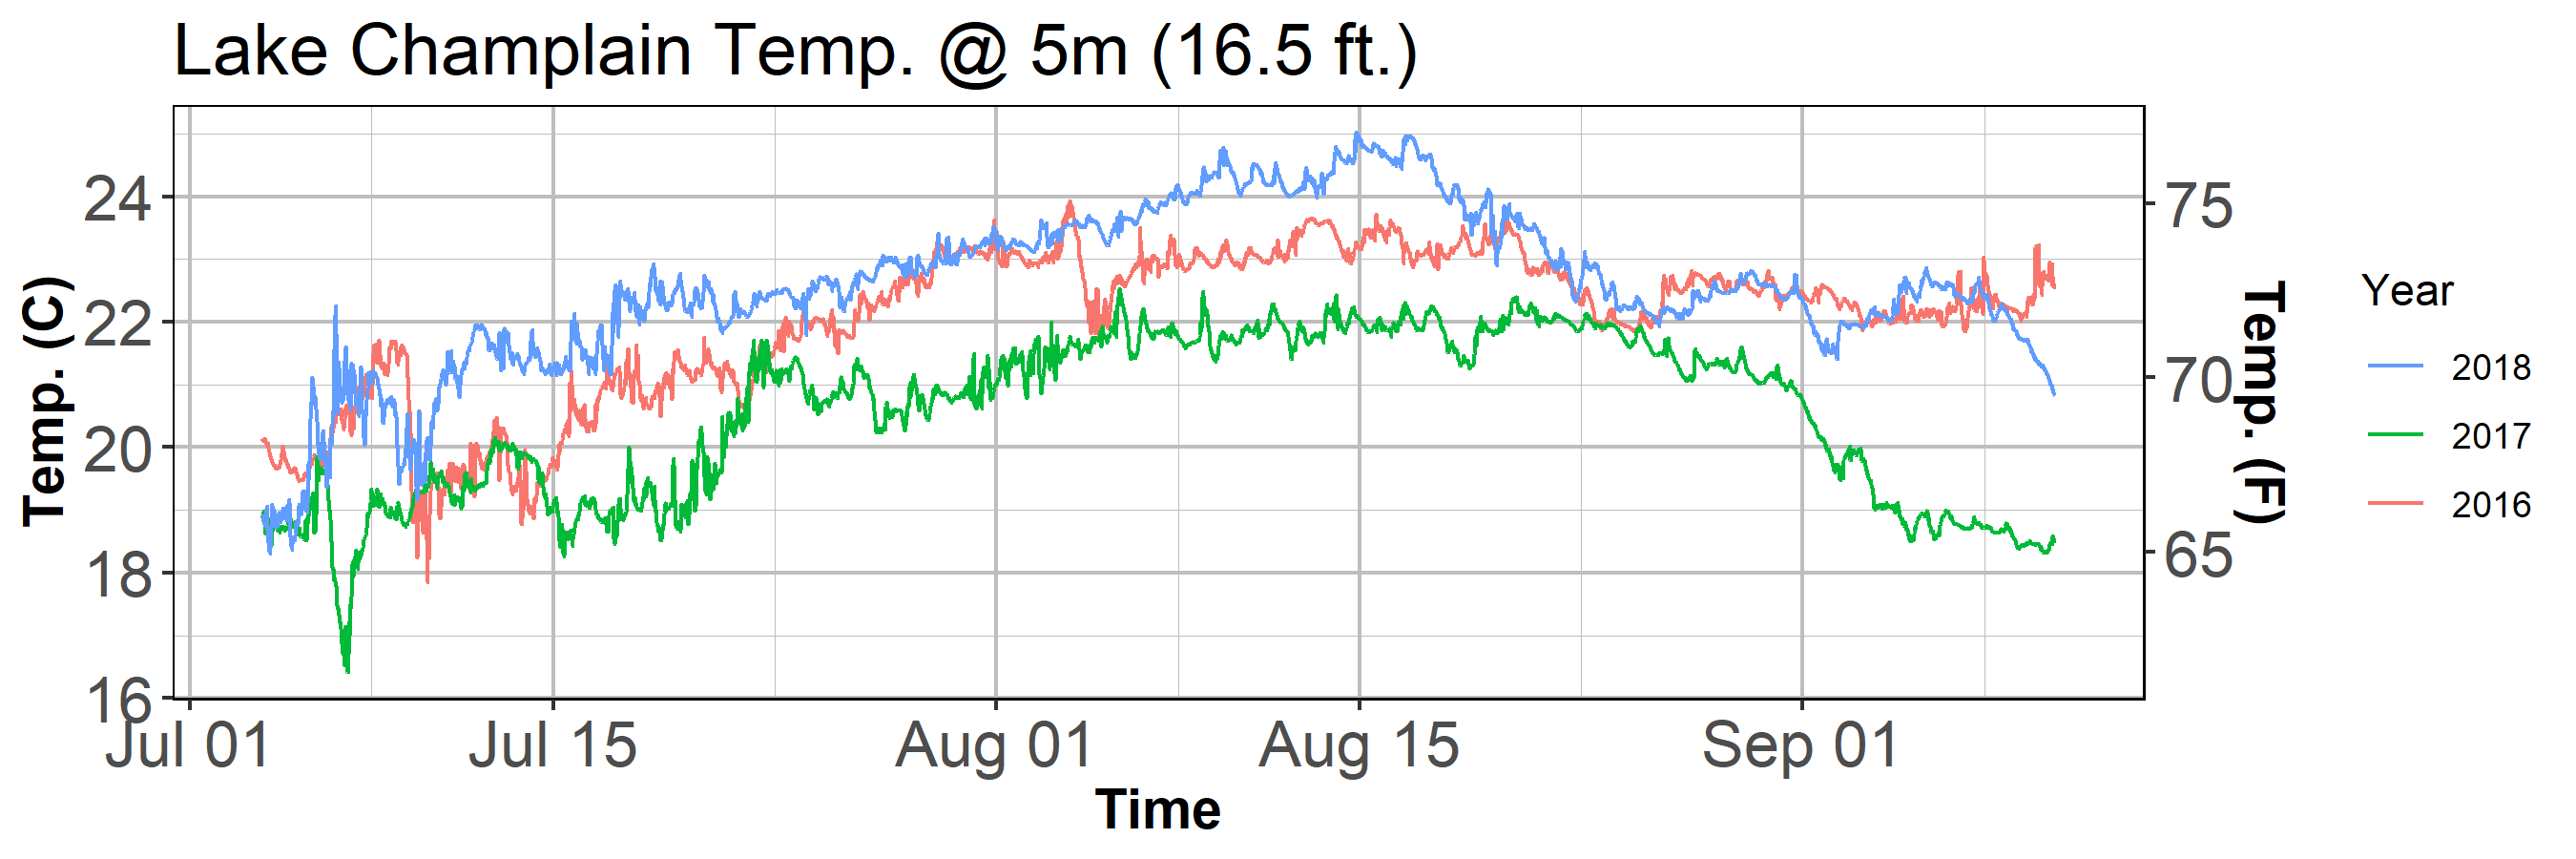 Lake Champlain Temp. @ 5m (16.5 ft.)
Temp. (C)
24
22
20
18
16
75
70
65
Temp. (F)
Jul 01
Jul 15
Aug 01
Aug 15
Sep 01
Time
Year
2018
2017
2016